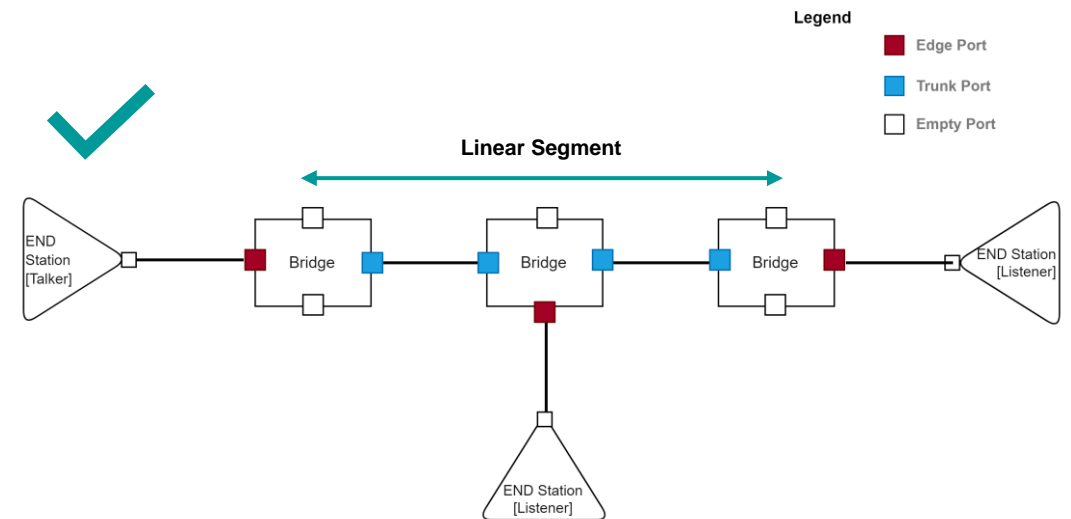 Legend
Edge Port
Trunk Port
Empty Port
Linear Segment
END
Station
[Talker]
Bridge
Bridge
Bridge
END Station
[Listener]
END Station
[Listener]